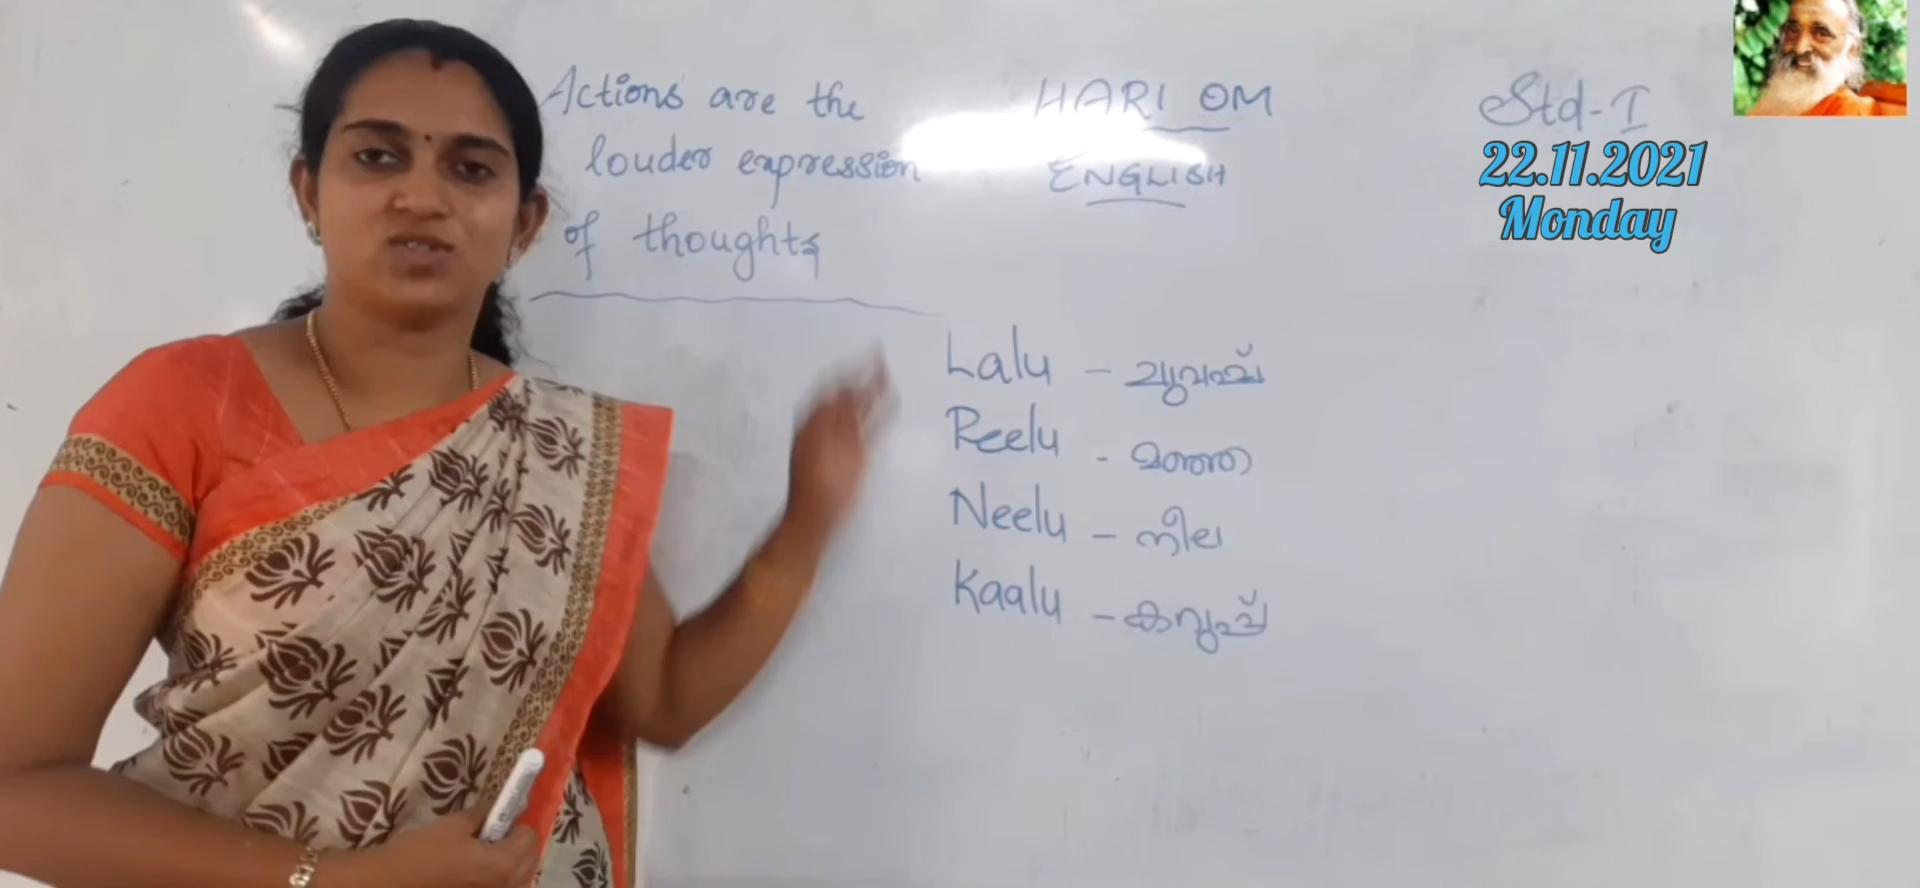 Actions are the
louder expression
of thoughts
HARI OM
ENGLISH
Std-I
22.11.2021
Monday
Lalu - ചുവപ്പ്
Peelu - മഞ്ഞ
Neelu - നീല
Kaalu - കറുപ്പ്